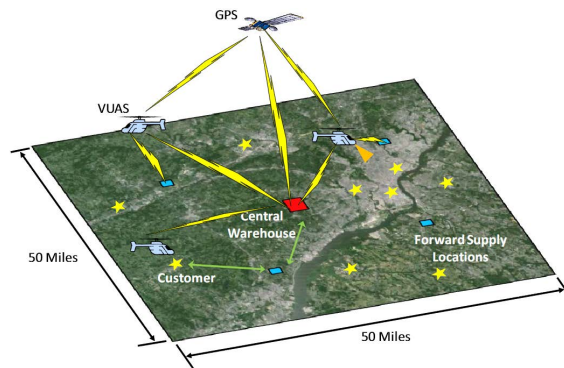 GPS
VUAS
Central
Warehouse
Forward Supply
Locations
Customer
50 Miles
50 Miles